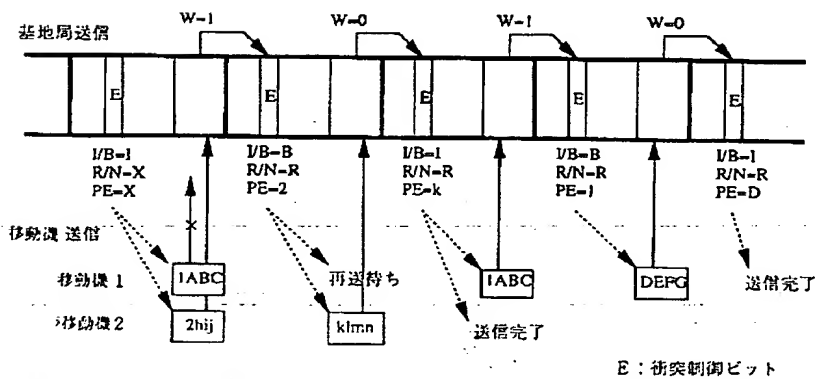 W=1 W=0 W=1 W=0
基地局送信
E E E E E
I/B=I I/B=B I/B=I I/B=B I/B=I
R/N=X R/N=R R/N=R R/N=R R/N=R
PE=X PE=2 PE=k PE=1 PE=D
×
移動機 送信
移動機 1 1ABC 再送待ち 1ABC DEFG 送信完了
移動機2 2hij klmn 送信完了
E：衝突制御ビット